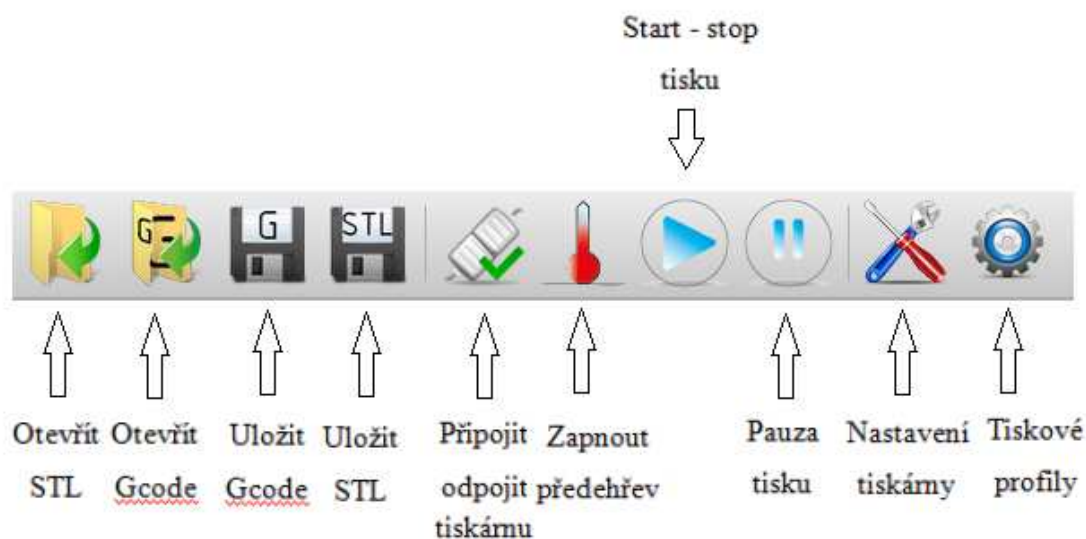 Start - stop
tisku
G
G
STL
Otevřít
STL
Otevřít
Gcode
Uložit
Gcode
Uložit
STL
Připojit
odpojit
tiskárnu
Zapnout
předehřev
Pauza
tisku
Nastavení
tiskárny
Tiskové
profily